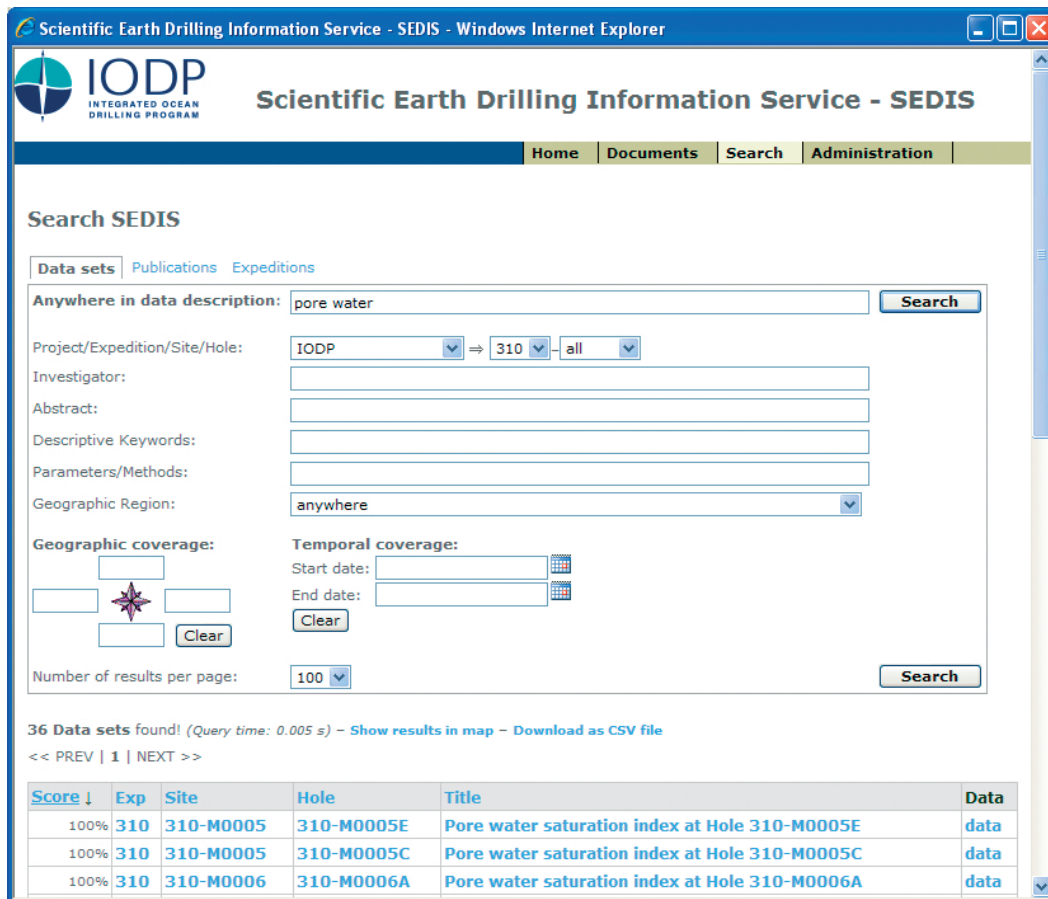 Scientific Earth Drilling Information Service - SEDIS - Windows Internet Explorer
IODP
INTEGRATED OCEAN
DRILLING PROGRAM
Scientific Earth Drilling Information Service - SEDIS
Home Documents Search Administration
Search SEDIS
Data sets Publications Expeditions
Anywhere in data description: pore water Search
Project/Expedition/Site/Hole: IODP ⇒ 310 – all
Investigator:
Abstract:
Descriptive Keywords:
Parameters/Methods:
Geographic Region: anywhere
Geographic coverage: Temporal coverage:
Start date:
End date:
Clear Clear
Number of results per page: 100 Search
36 Data sets found! (Query time: 0.005 s) – Show results in map – Download as CSV file
<< PREV | 1 | NEXT >>
Score ↓ Exp Site Hole Title Data
100% 310 310-M0005 310-M0005E Pore water saturation index at Hole 310-M0005E data
100% 310 310-M0005 310-M0005C Pore water saturation index at Hole 310-M0005C data
100% 310 310-M0006 310-M0006A Pore water saturation index at Hole 310-M0006A data